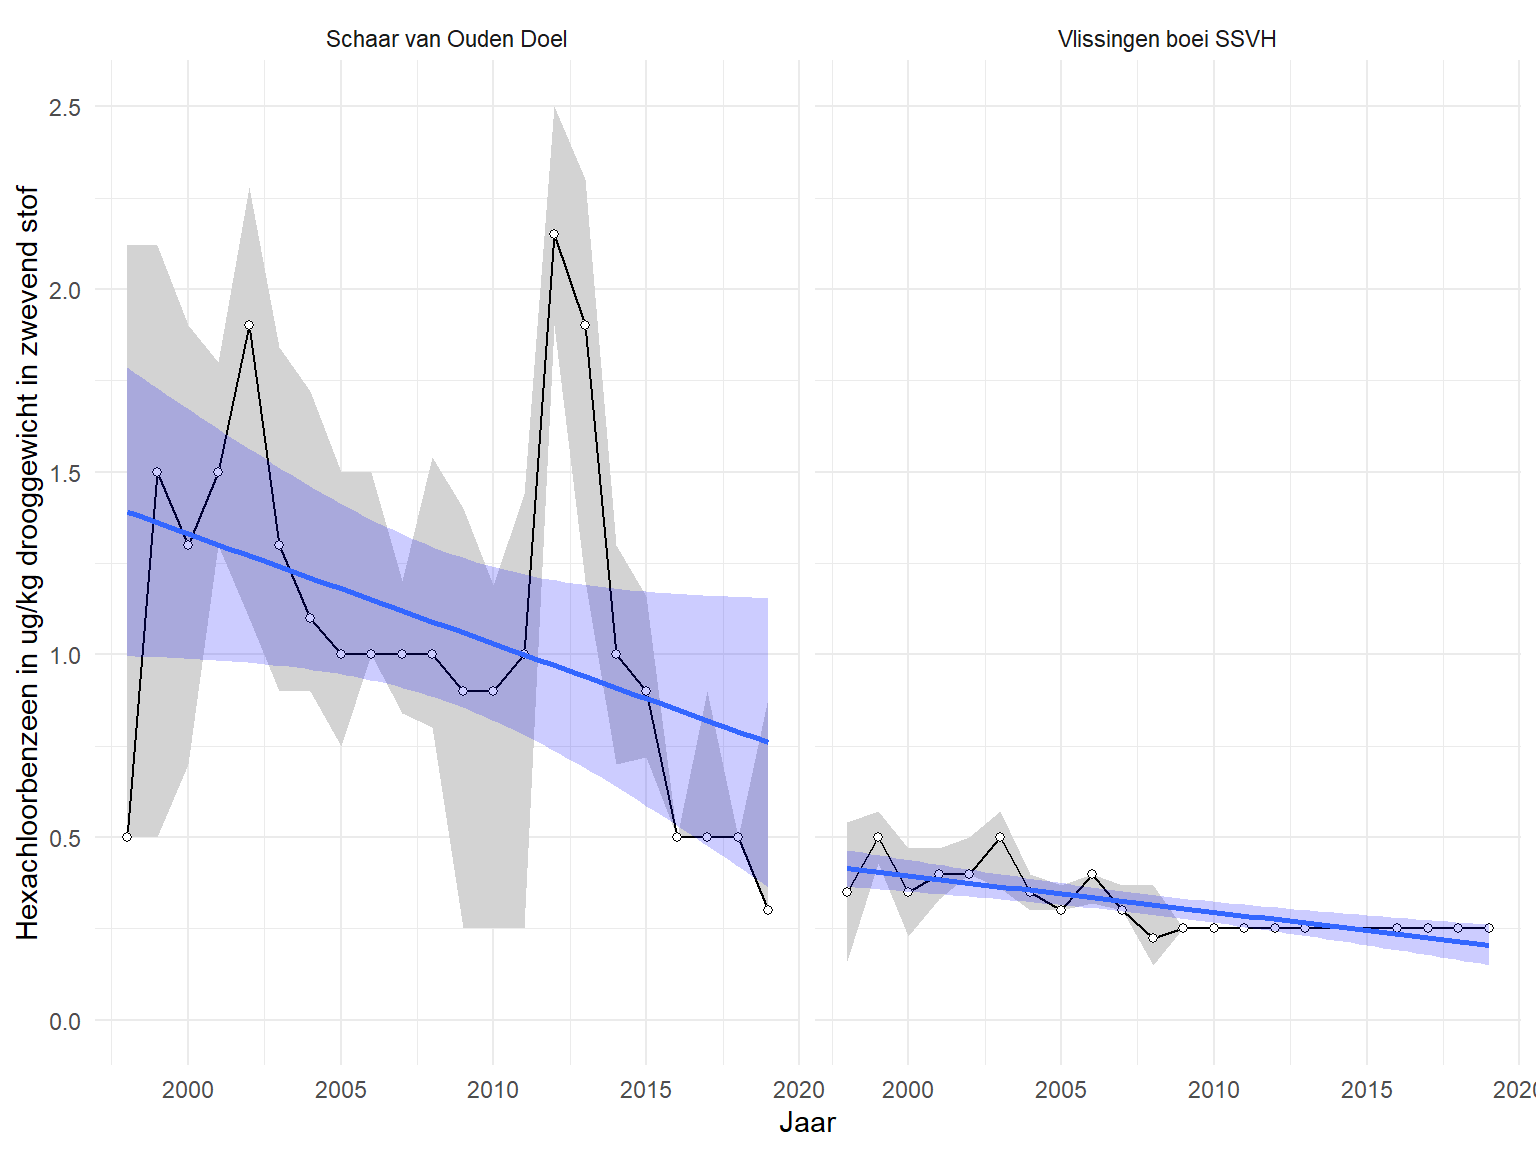 Schaar van Ouden Doel
Vlissingen boei SSVH
Hexachloorbenzeen in ug/kg drooggewicht in zwevend stof
2.5
2.0
1.5
1.0
0.5
0.0
2000 2005 2010 2015 2020
2000 2005 2010 2015 2020
Jaar